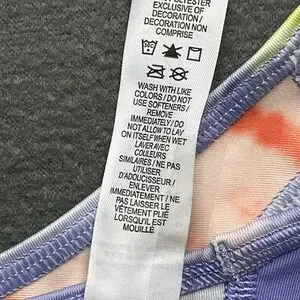 EXCLUSIVE OF
DECORATION /
DECORATION NON
COMPRISE
WASH WITH LIKE
COLORS / DO NOT
USE SOFTENERS /
REMOVE
IMMEDIATELY / DO
NOT ALLOW TO LAY
ON ITSELF WHEN WET
LAVER AVEC
COULEURS
SIMILAIRES / NE PAS
UTILISER
D'ADOUCISSEUR /
ENLEVER
IMMEDIATEMENT / NE
PAS LAISSER LE
VÊTEMENT PLIÉ
LORSQU'IL EST
MOUILLÉ